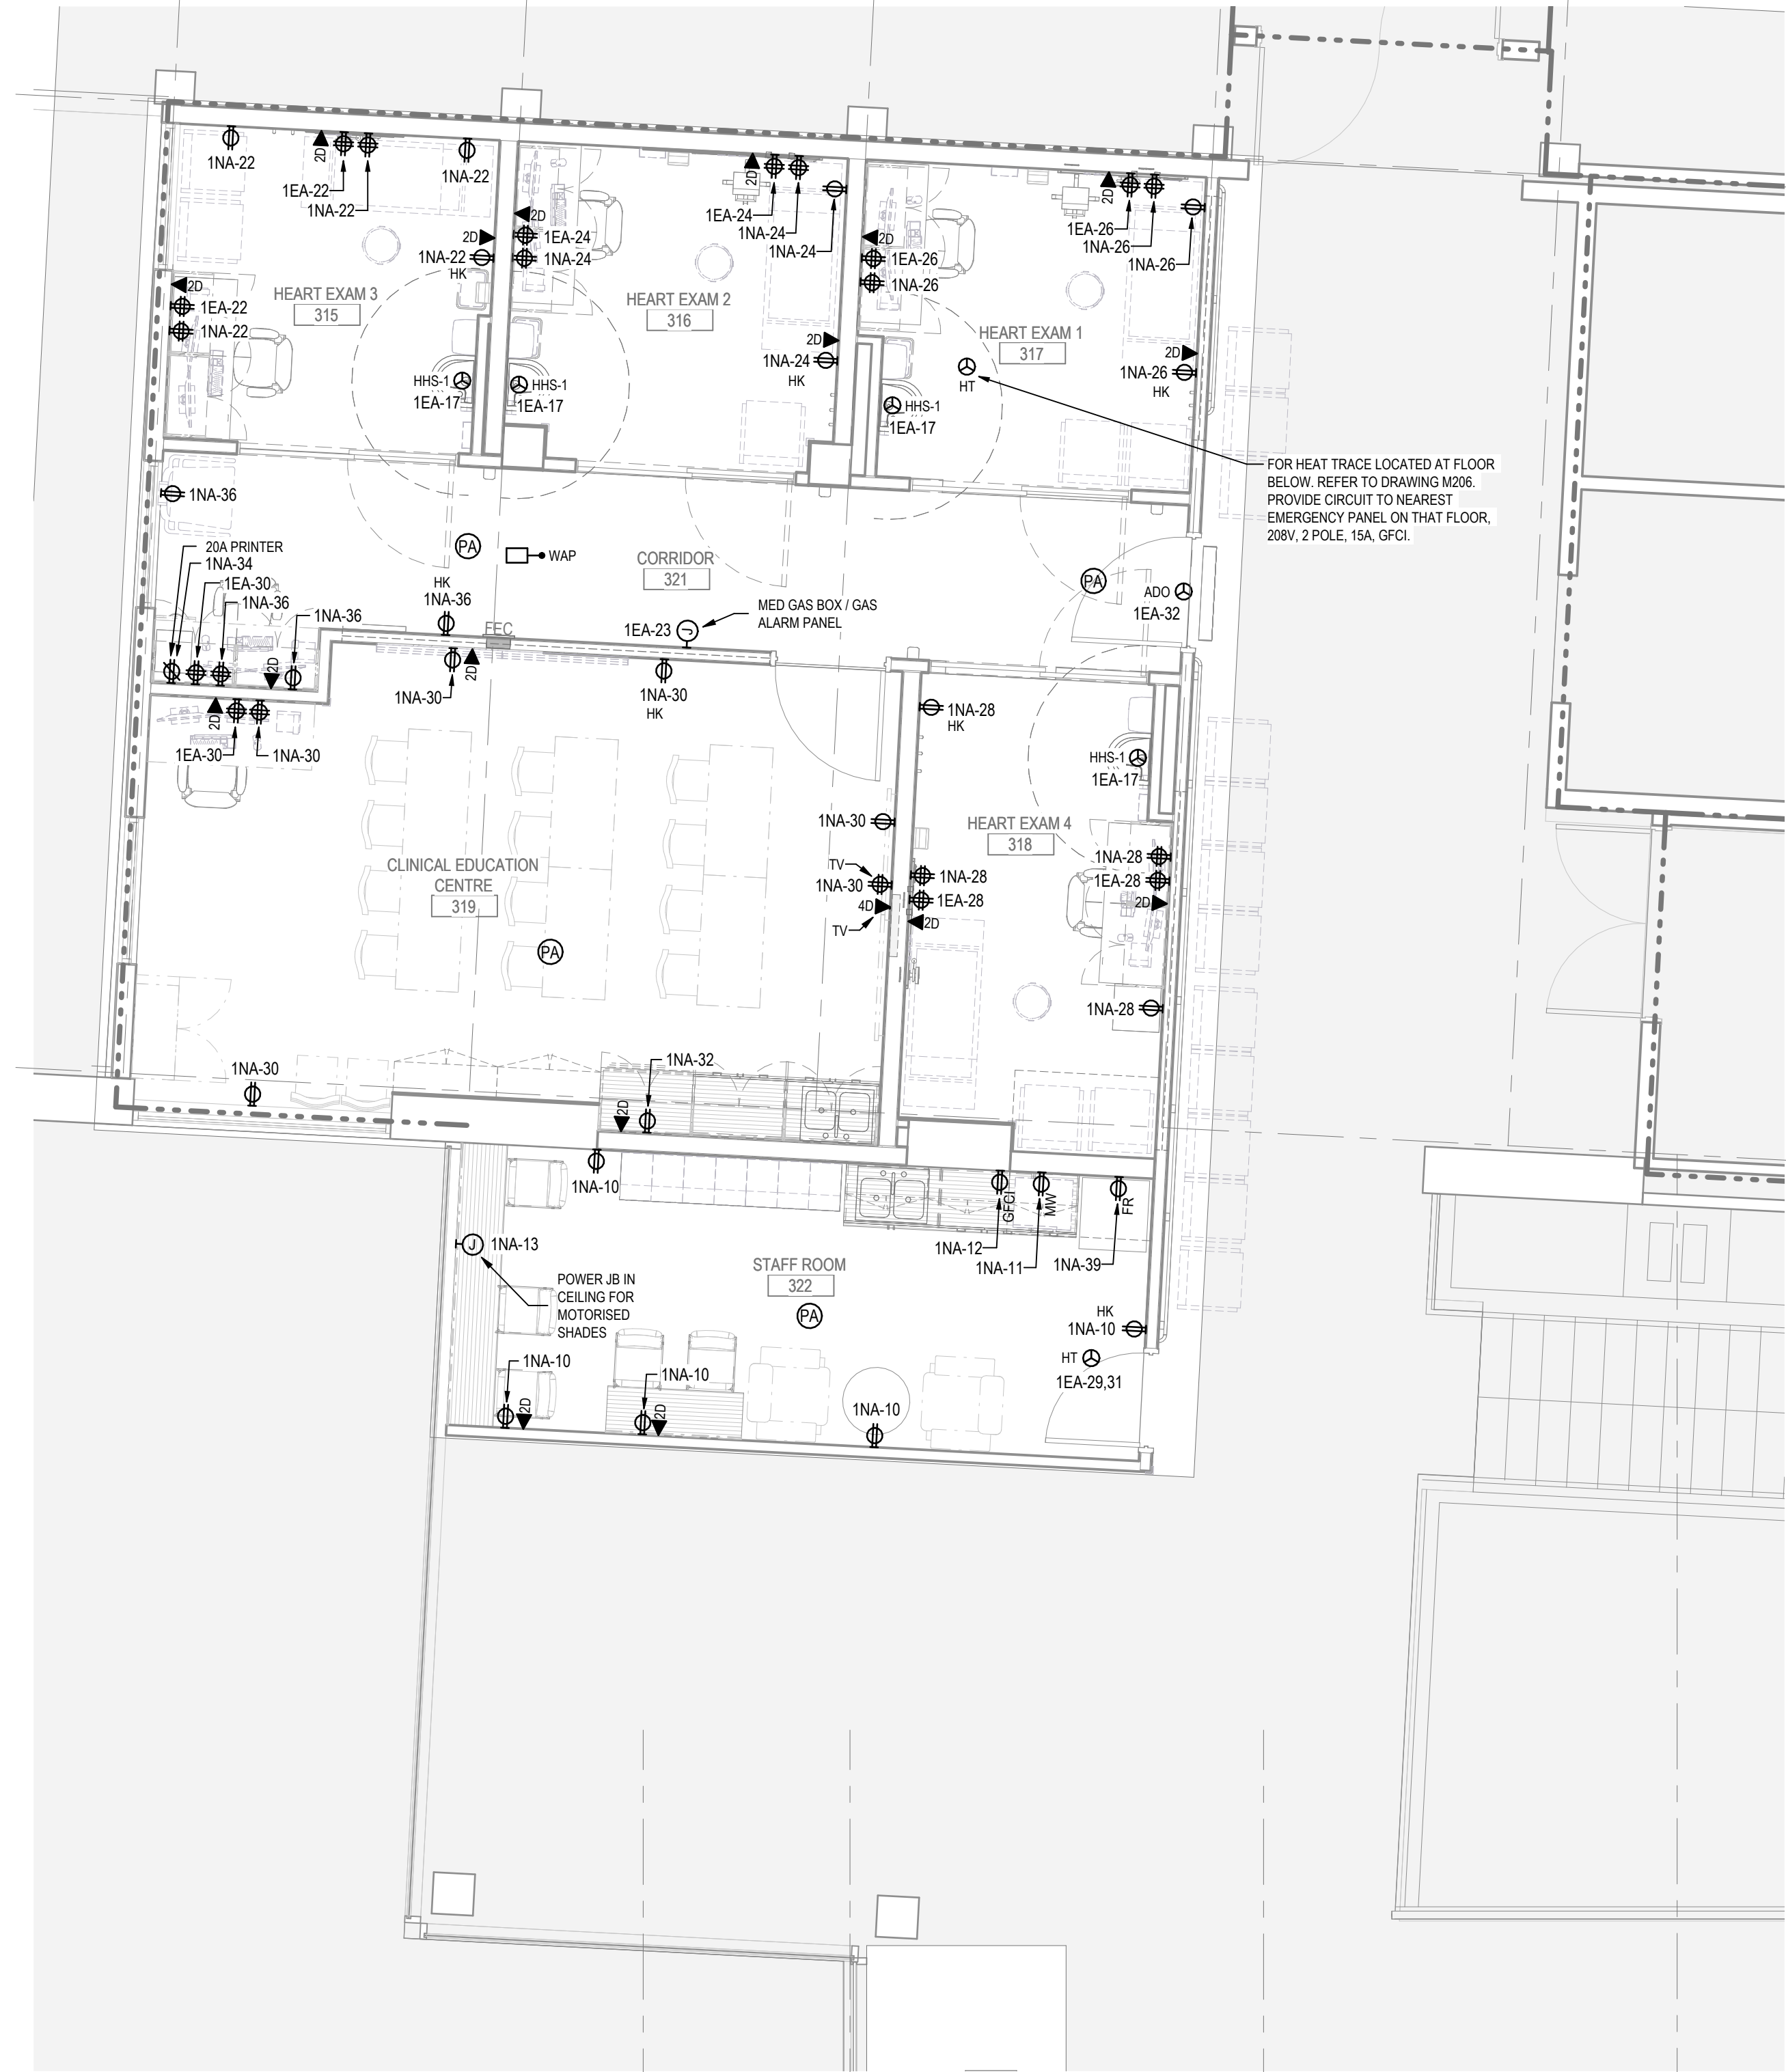 1NA-22
2D
1EA-22
1NA-22
1NA-22
2D
1NA-22
HK
2D
1EA-22
1NA-22
HEART EXAM 3
315
HHS-1
1EA-17
2D
1EA-24
1NA-24
2D
1EA-24
1NA-24
1NA-24
HEART EXAM 2
316
2D
1NA-24
HK
HHS-1
1EA-17
2D
1EA-26
1NA-26
2D
1EA-26
1NA-26
1NA-26
HEART EXAM 1
317
2D
1NA-26
HK
HT
HHS-1
1EA-17
FOR HEAT TRACE LOCATED AT FLOOR
BELOW. REFER TO DRAWING M206.
PROVIDE CIRCUIT TO NEAREST
EMERGENCY PANEL ON THAT FLOOR,
208V, 2 POLE, 15A, GFCI.
1NA-36
20A PRINTER
1NA-34
1EA-30
1NA-36
1NA-36
2D
PA
WAP
HK
1NA-36
FEC
CORRIDOR
321
1EA-23
J
MED GAS BOX / GAS
ALARM PANEL
PA
ADO
1EA-32
2D
1EA-30
1NA-30
1NA-30
2D
1NA-30
HK
1NA-30
TV
1NA-30
4D
TV
CLINICAL EDUCATION
CENTRE
319
PA
1NA-30
1NA-32
2D
1NA-28
HK
HHS-1
1EA-17
HEART EXAM 4
318
1NA-28
1EA-28
2D
1NA-28
1EA-28
2D
1NA-28
1NA-10
J
1NA-13
POWER JB IN
CEILING FOR
MOTORISED
SHADES
GFCI
MW
FR
1NA-12
1NA-11
1NA-39
STAFF ROOM
322
PA
HK
1NA-10
HT
1EA-29,31
1NA-10
2D
1NA-10
2D
1NA-10